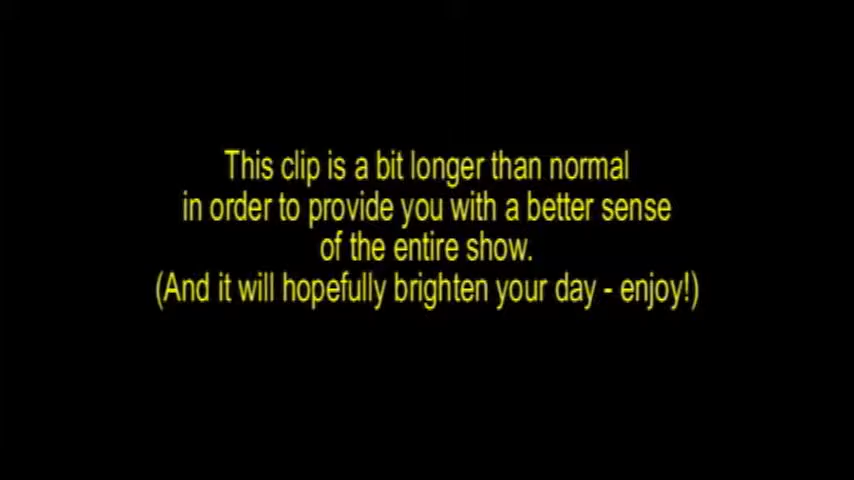 This clip is a bit longer than normal
in order to provide you with a better sense
of the entire show.
(And it will hopefully brighten your day - enjoy!)